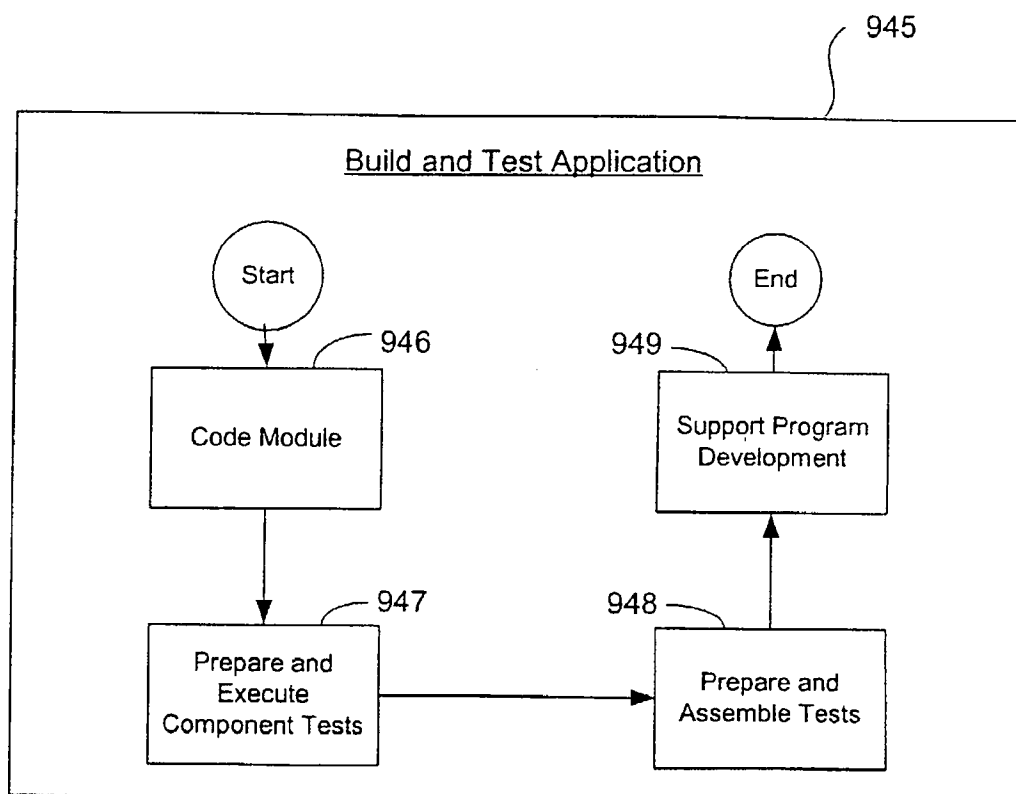 945
Build and Test Application
Start
End
946
949
Code Module
Support Program
Development
947
948
Prepare and
Execute
Component Tests
Prepare and
Assemble Tests